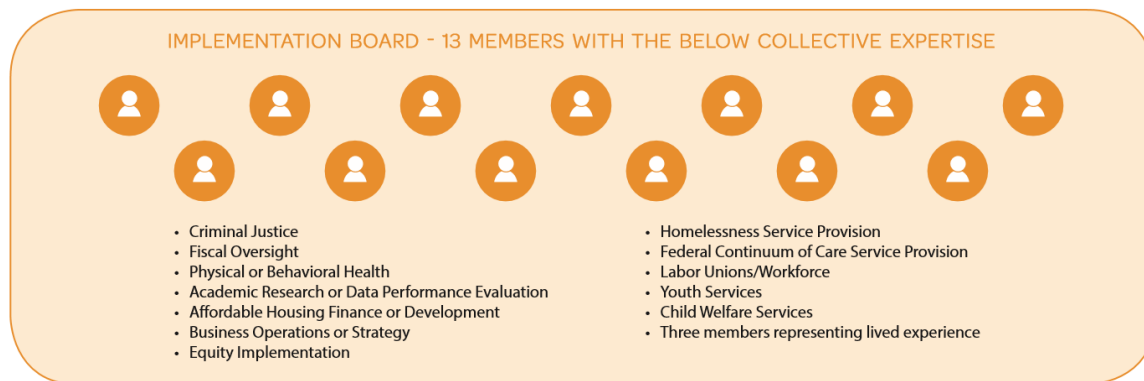 IMPLEMENTATION BOARD - 13 MEMBERS WITH THE BELOW COLLECTIVE EXPERTISE
• Criminal Justice
• Fiscal Oversight
• Physical or Behavioral Health
• Academic Research or Data Performance Evaluation
• Affordable Housing Finance or Development
• Business Operations or Strategy
• Equity Implementation
• Homelessness Service Provision
• Federal Continuum of Care Service Provision
• Labor Unions/Workforce
• Youth Services
• Child Welfare Services
• Three members representing lived experience